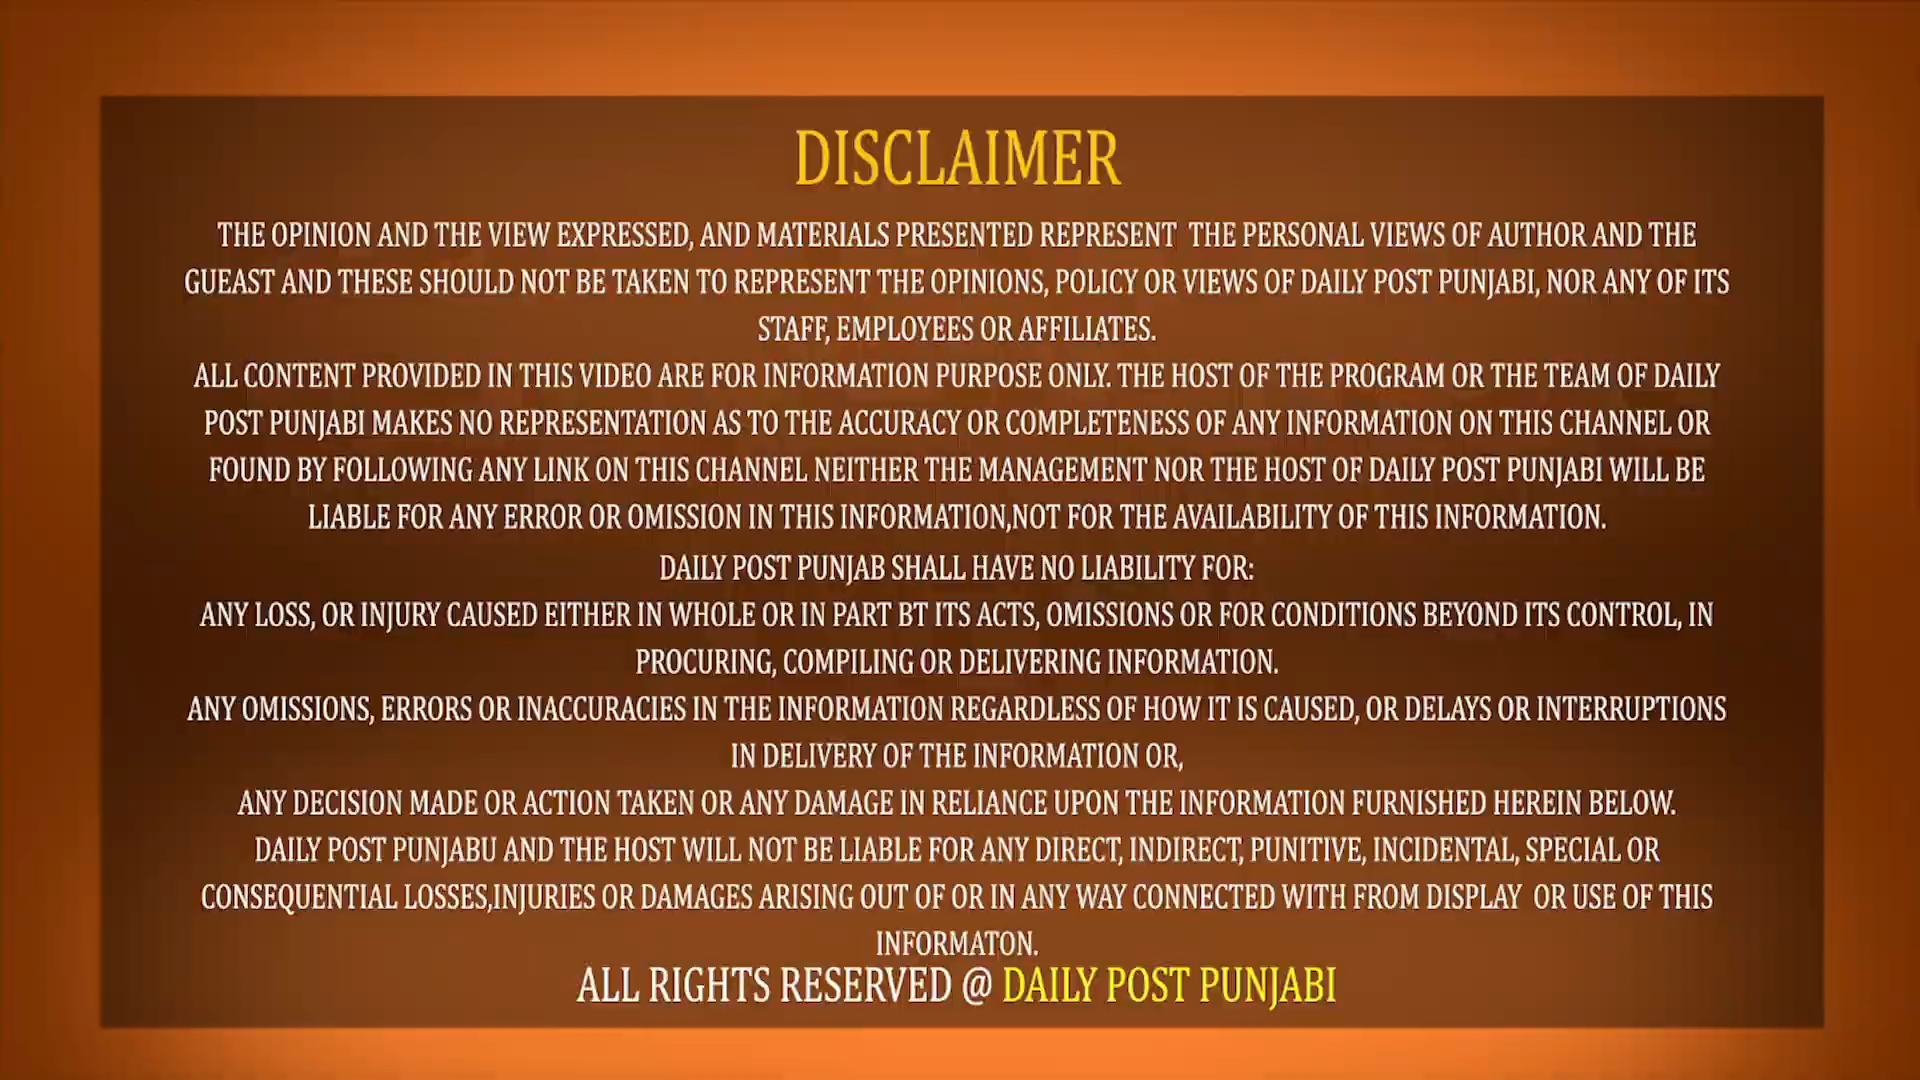 DISCLAIMER
THE OPINION AND THE VIEW EXPRESSED, AND MATERIALS PRESENTED REPRESENT THE PERSONAL VIEWS OF AUTHOR AND THE
GUEAST AND THESE SHOULD NOT BE TAKEN TO REPRESENT THE OPINIONS, POLICY OR VIEWS OF DAILY POST PUNJABI, NOR ANY OF ITS
STAFF, EMPLOYEES OR AFFILIATES.
ALL CONTENT PROVIDED IN THIS VIDEO ARE FOR INFORMATION PURPOSE ONLY. THE HOST OF THE PROGRAM OR THE TEAM OF DAILY
POST PUNJABI MAKES NO REPRESENTATION AS TO THE ACCURACY OR COMPLETENESS OF ANY INFORMATION ON THIS CHANNEL OR
FOUND BY FOLLOWING ANY LINK ON THIS CHANNEL NEITHER THE MANAGEMENT NOR THE HOST OF DAILY POST PUNJABI WILL BE
LIABLE FOR ANY ERROR OR OMISSION IN THIS INFORMATION,NOT FOR THE AVAILABILITY OF THIS INFORMATION.
DAILY POST PUNJAB SHALL HAVE NO LIABILITY FOR:
ANY LOSS, OR INJURY CAUSED EITHER IN WHOLE OR IN PART BT ITS ACTS, OMISSIONS OR FOR CONDITIONS BEYOND ITS CONTROL, IN
PROCURING, COMPILING OR DELIVERING INFORMATION.
ANY OMISSIONS, ERRORS OR INACCURACIES IN THE INFORMATION REGARDLESS OF HOW IT IS CAUSED, OR DELAYS OR INTERRUPTIONS
IN DELIVERY OF THE INFORMATION OR,
ANY DECISION MADE OR ACTION TAKEN OR ANY DAMAGE IN RELIANCE UPON THE INFORMATION FURNISHED HEREIN BELOW.
DAILY POST PUNJABU AND THE HOST WILL NOT BE LIABLE FOR ANY DIRECT, INDIRECT, PUNITIVE, INCIDENTAL, SPECIAL OR
CONSEQUENTIAL LOSSES,INJURIES OR DAMAGES ARISING OUT OF OR IN ANY WAY CONNECTED WITH FROM DISPLAY OR USE OF THIS
INFORMATON.
ALL RIGHTS RESERVED @ DAILY POST PUNJABI